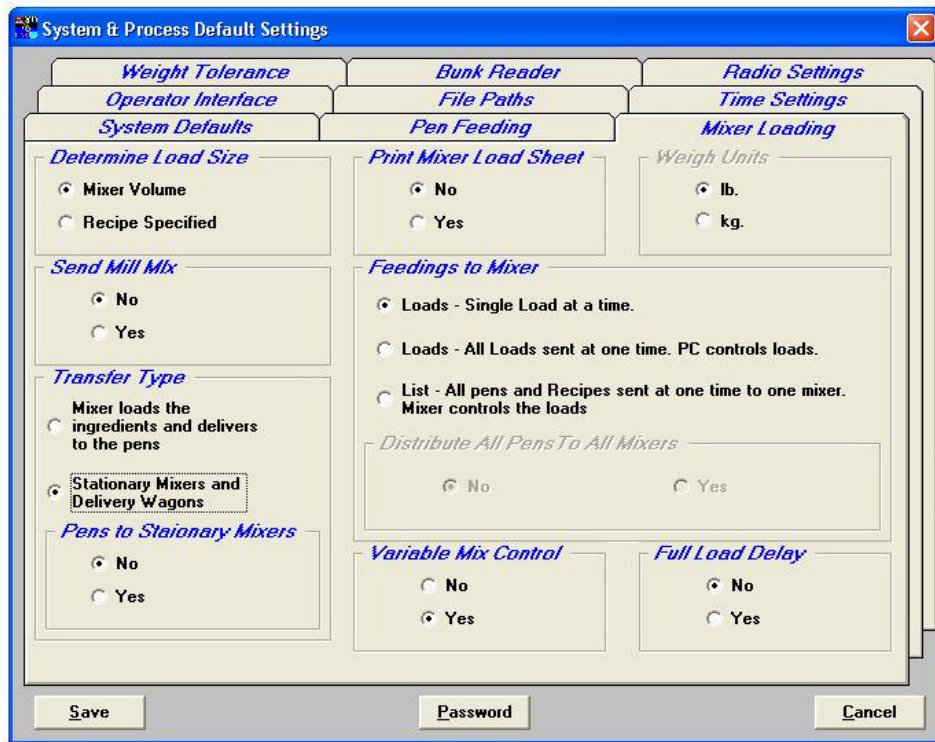 System & Process Default Settings
Weight Tolerance
Bunk Reader
Radio Settings
Operator Interface
File Paths
Time Settings
System Defaults
Pen Feeding
Mixer Loading
Determine Load Size
Mixer Volume
Recipe Specified
Print Mixer Load Sheet
No
Yes
Weigh Units
lb.
kg.
Send Mill MIx
No
Yes
Feedings to Mixer
Loads - Single Load at a time.
Loads - All Loads sent at one time. PC controls loads.
List - All pens and Recipes sent at one time to one mixer.
Mixer controls the loads
Distribute All Pens To All Mixers
No
Yes
Transfer Type
Mixer loads the
ingredients and delivers
to the pens
Stationary Mixers and
Delivery Wagons
Pens to Staionary Mixers
No
Yes
Variable Mix Control
No
Yes
Full Load Delay
No
Yes
Save
Password
Cancel